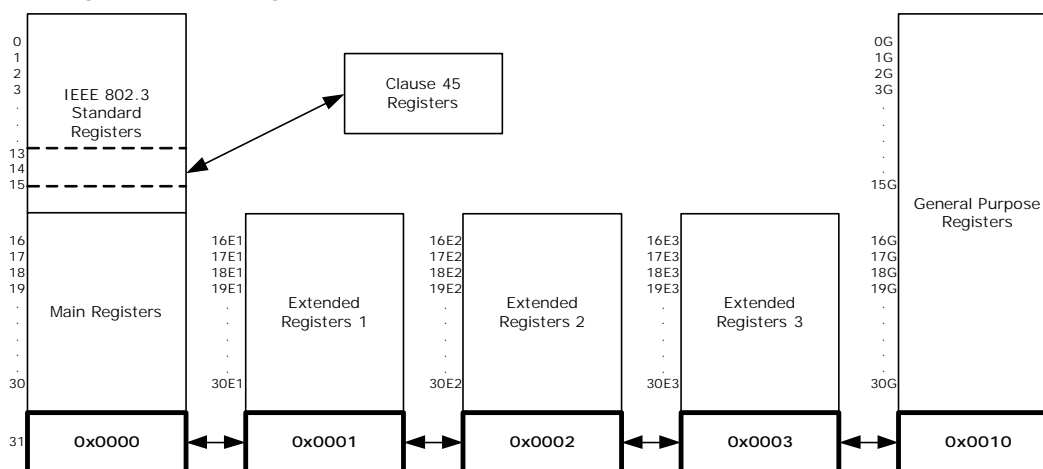 0
1
2
3
.
.
.
13
14
15
IEEE 802.3
Standard
Registers
Clause 45
Registers
0G
1G
2G
3G
.
.
.
.
.
15G
General Purpose
Registers
16
17
18
19
.
.
.
.
.
30
Main Registers
16E1
17E1
18E1
19E1
.
.
.
.
.
30E1
Extended
Registers 1
16E2
17E2
18E2
19E2
.
.
.
.
.
30E2
Extended
Registers 2
16E3
17E3
18E3
19E3
.
.
.
.
.
30E3
Extended
Registers 3
16G
17G
18G
19G
.
.
.
.
.
30G
31
0x0000
0x0001
0x0002
0x0003
0x0010